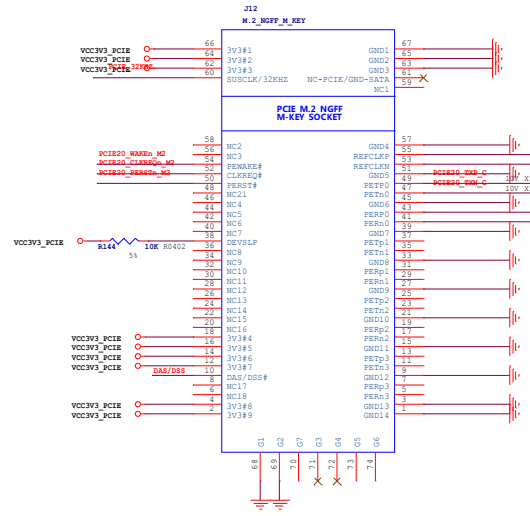 J12
M.2_NGFF_M_KEY
VCC3V3_PCIE 66 3V3#1 GND1 67
VCC3V3_PCIE 64 3V3#2 GND2 65
VCC3V3_PCIE 62 3V3#3 GND3 63
PCIE_32KHZ 60 SUSCLK/32KHZ NC-PCIE/GND-SATA 61
NC1 59
PCIE M.2 NGFF
M-KEY SOCKET
58 NC2 GND4 57
56 NC3 REFCLKP 55
PCIE20_WAKEn_M2 54 PEWAKE# REFCLKN 53
PCIE20_CLKREQn_M2 52 CLKREQ# GND5 51
PCIE20_PERSTn_M2 50 PERST# PETP0 49 PCIE20_TXP_C 10V
48 NC21 PETn0 47 PCIE20_TXN_C 10V
46 NC4 GND6 45
44 NC5 PERP0 43
42 NC6 PERn0 41
40 NC7 GND7 39
VCC3V3_PCIE R144 10K R0402 5% 38 DEVSLP PETp1 37
36 NC8 PETn1 35
34 NC9 GND8 33
32 NC10 PERp1 31
30 NC11 PERn1 29
28 NC12 GND9 27
26 NC13 PETp2 25
24 NC14 PETn2 23
22 NC15 GND10 21
20 NC16 PERp2 19
VCC3V3_PCIE 18 3V3#4 PERn2 17
VCC3V3_PCIE 16 3V3#5 GND11 15
VCC3V3_PCIE 14 3V3#6 PETp3 13
VCC3V3_PCIE 12 3V3#7 PETn3 11
DAS/DSS 10 DAS/DSS# GND12 9
8 NC17 PERp3 7
6 NC18 PERn3 5
VCC3V3_PCIE 4 3V3#8 GND13 3
VCC3V3_PCIE 2 3V3#9 GND14 1
G1 G2 G7 G3 G4 G5 G6
68 69 70 71 72 73 74